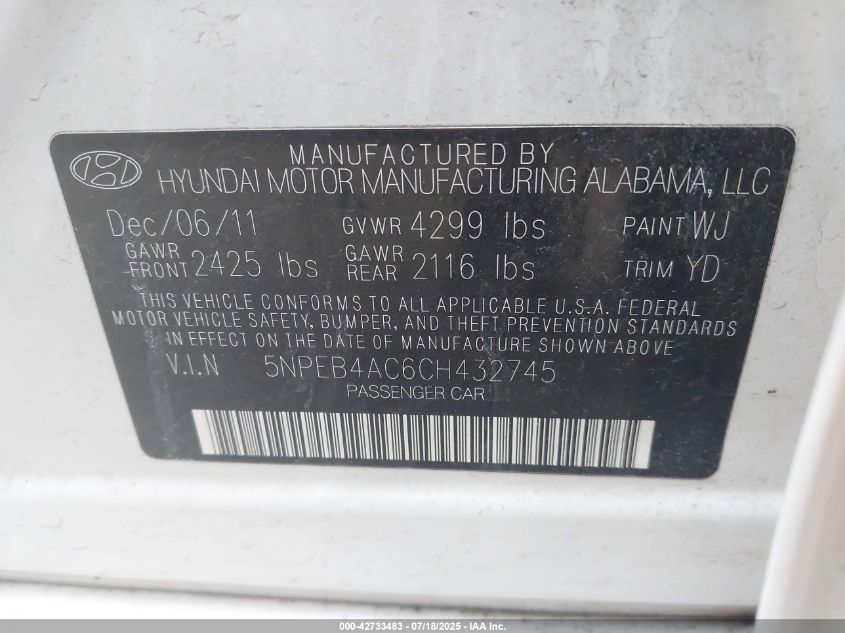 MANUFACTURED BY
HYUNDAI MOTOR MANUFACTURING ALABAMA, LLC
Dec/06/11 GVWR 4299 lbs PAINT WJ
GAWR FRONT 2425 lbs GAWR REAR 2116 lbs TRIM YD
THIS VEHICLE CONFORMS TO ALL APPLICABLE U.S.A. FEDERAL
MOTOR VEHICLE SAFETY, BUMPER, AND THEFT PREVENTION STANDARDS
IN EFFECT ON THE DATE OF MANUFACTURE SHOWN ABOVE
V.I.N 5NPEB4AC6CH432745
PASSENGER CAR
000-42733483 - 07/18/2025 - IAA Inc.